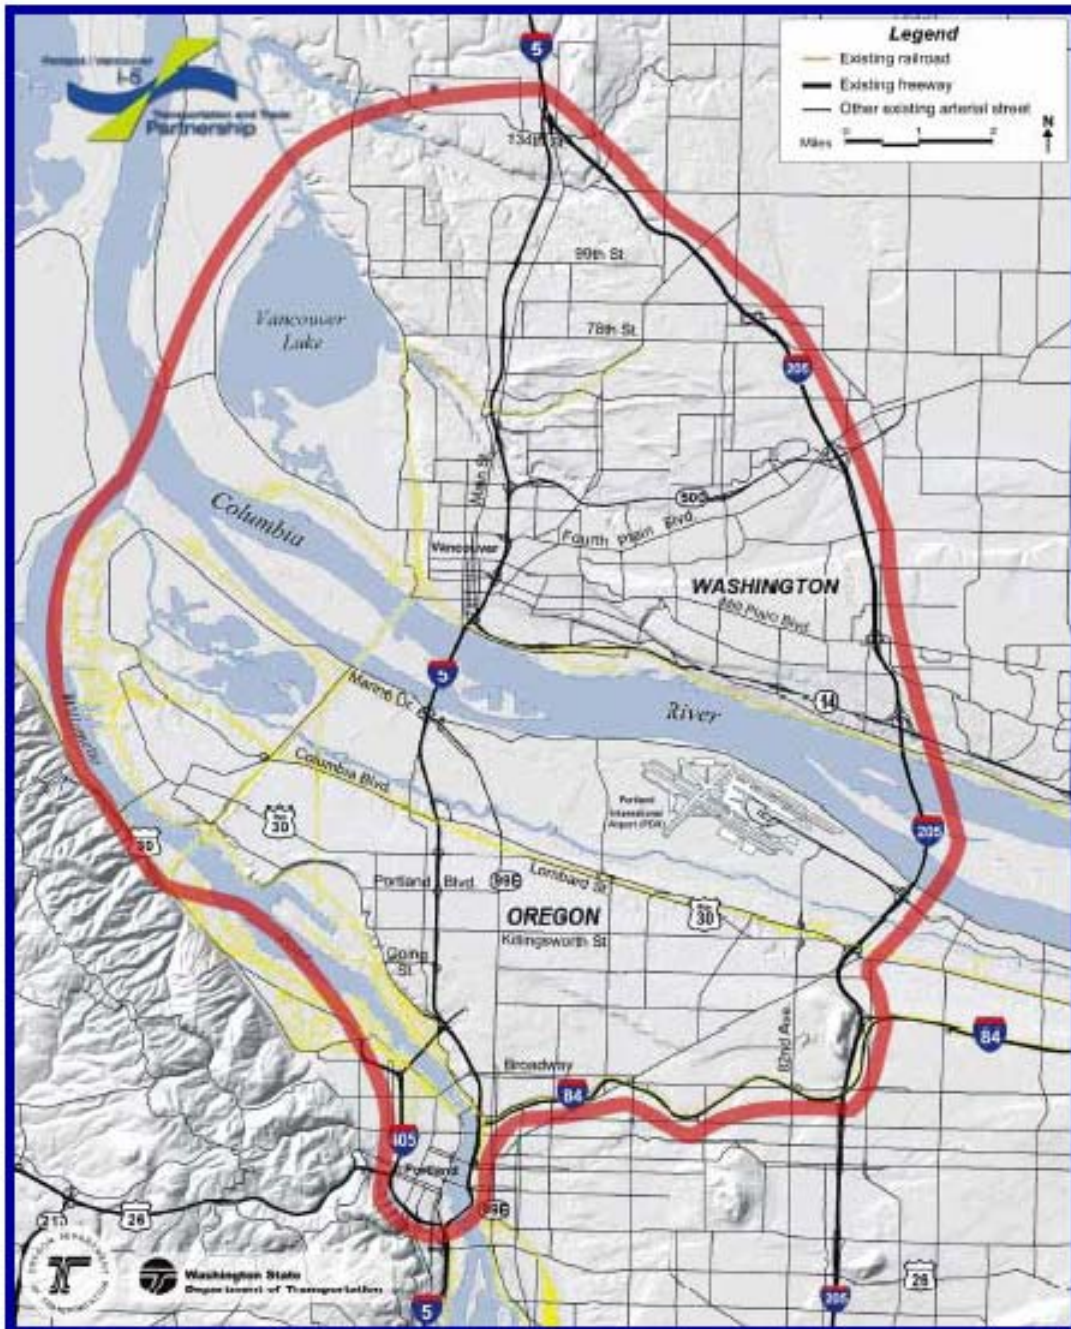 Portland / Vancouver
I-5
Transportation and Trade
Partnership
5
Legend
Existing railroad
Existing freeway
Other existing arterial street
Miles 0 1 2
N
134th St.
99th St.
78th St.
Vancouver
Lake
205
Main St.
500
Fourth Plain Blvd.
Columbia
Vancouver
WASHINGTON
Mill Plain Blvd.
5
River
14
Marine Dr.
Columbia Blvd.
Willamette
30
30
Portland
International
Airport (PDX)
205
Portland Blvd.
99E
Lombard St.
30
OREGON
Killingsworth St.
Going
St.
82nd Ave.
84
Broadway
84
405
Portland
99E
26
Washington State
Department of Transportation
5
205
26